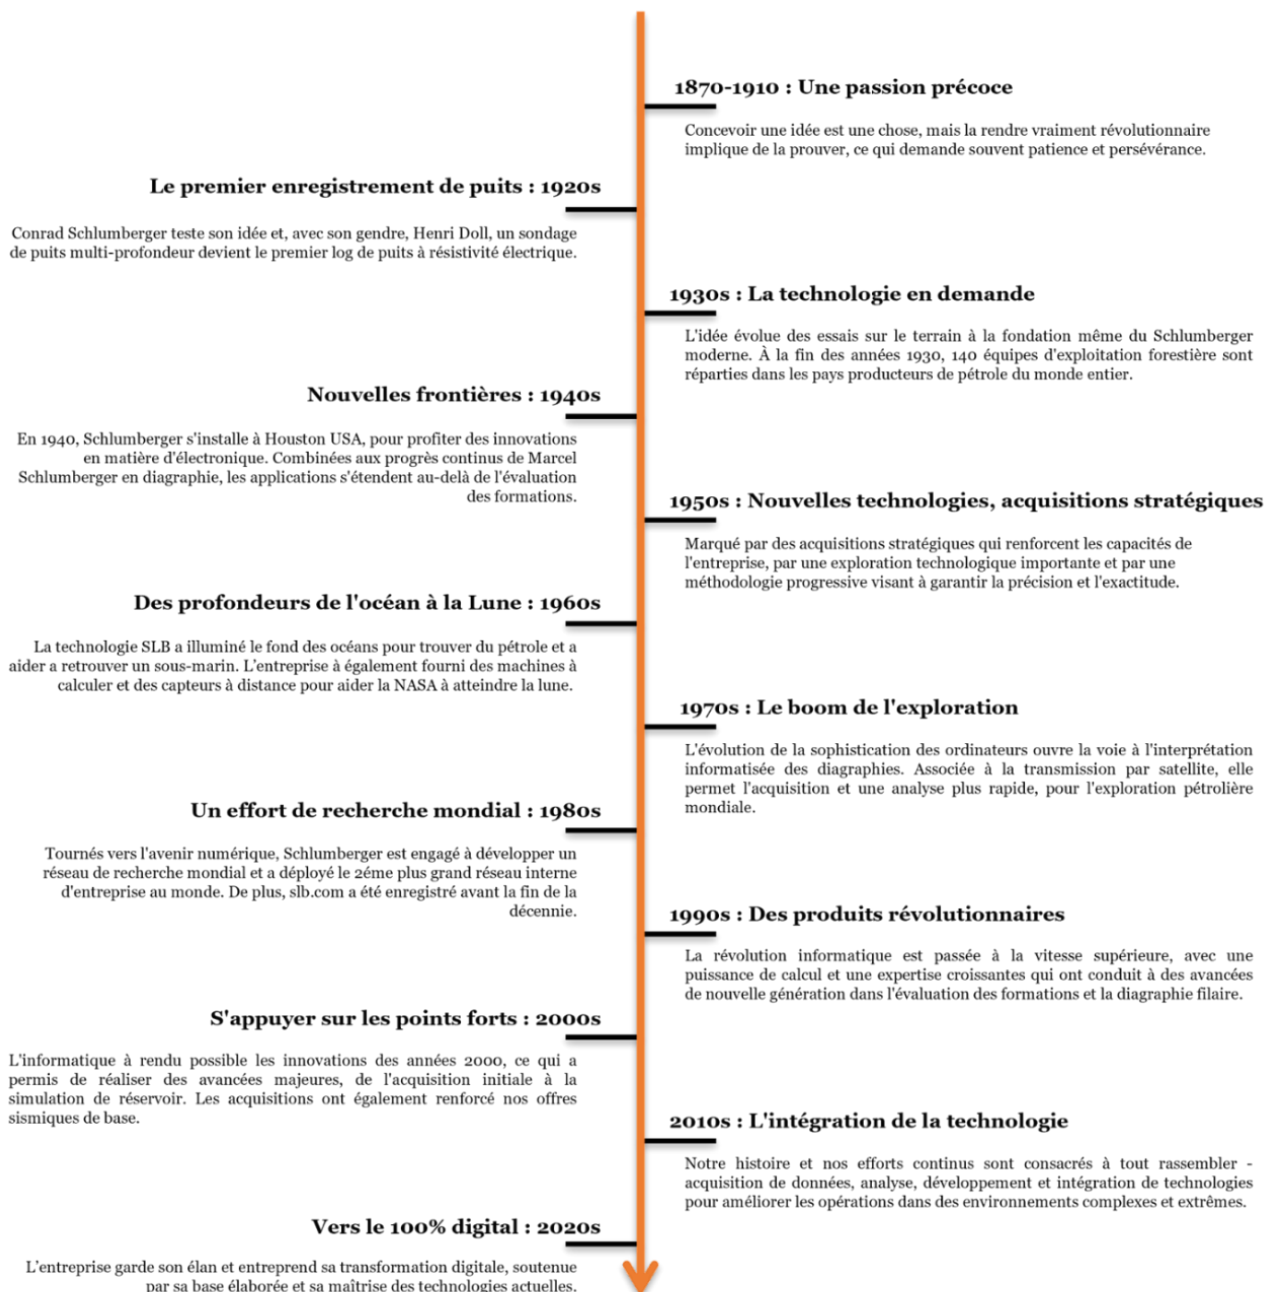 1870-1910 : Une passion précoce
Concevoir une idée est une chose, mais la rendre vraiment révolutionnaire
implique de la prouver, ce qui demande souvent patience et persévérance.
Le premier enregistrement de puits : 1920s
Conrad Schlumberger teste son idée et, avec son gendre, Henri Doll, un sondage
de puits multi-profondeur devient le premier log de puits à résistivité électrique.
1930s : La technologie en demande
L'idée évolue des essais sur le terrain à la fondation même du Schlumberger
moderne. À la fin des années 1930, 140 équipes d'exploitation forestière sont
réparties dans les pays producteurs de pétrole du monde entier.
Nouvelles frontières : 1940s
En 1940, Schlumberger s'installe à Houston USA, pour profiter des innovations
en matière d'électronique. Combinées aux progrès continus de Marcel
Schlumberger en diagraphie, les applications s'étendent au-delà de l'évaluation
des formations.
1950s : Nouvelles technologies, acquisitions stratégiques
Marqué par des acquisitions stratégiques qui renforcent les capacités de
l'entreprise, par une exploration technologique importante et par une
méthodologie progressive visant à garantir la précision et l'exactitude.
Des profondeurs de l'océan à la Lune : 1960s
La technologie SLB a illuminé le fond des océans pour trouver du pétrole et a
aider a retrouver un sous-marin. L'entreprise à également fourni des machines à
calculer et des capteurs à distance pour aider la NASA à atteindre la lune.
1970s : Le boom de l'exploration
L'évolution de la sophistication des ordinateurs ouvre la voie à l'interprétation
informatisée des diagraphies. Associée à la transmission par satellite, elle
permet l'acquisition et une analyse plus rapide, pour l'exploration pétrolière
mondiale.
Un effort de recherche mondial : 1980s
Tournés vers l'avenir numérique, Schlumberger est engagé à développer un
réseau de recherche mondial et a déployé le 2éme plus grand réseau interne
d'entreprise au monde. De plus, slb.com a été enregistré avant la fin de la
décennie.
1990s : Des produits révolutionnaires
La révolution informatique est passée à la vitesse supérieure, avec une
puissance de calcul et une expertise croissantes qui ont conduit à des avancées
de nouvelle génération dans l'évaluation des formations et la diagraphie filaire.
S'appuyer sur les points forts : 2000s
L'informatique à rendu possible les innovations des années 2000, ce qui a
permis de réaliser des avancées majeures, de l'acquisition initiale à la
simulation de réservoir. Les acquisitions ont également renforcé nos offres
sismiques de base.
2010s : L'intégration de la technologie
Notre histoire et nos efforts continus sont consacrés à tout rassembler -
acquisition de données, analyse, développement et intégration de technologies
pour améliorer les opérations dans des environnements complexes et extrêmes.
Vers le 100% digital : 2020s
L'entreprise garde son élan et entreprend sa transformation digitale, soutenue
par sa base élaborée et sa maîtrise des technologies actuelles.